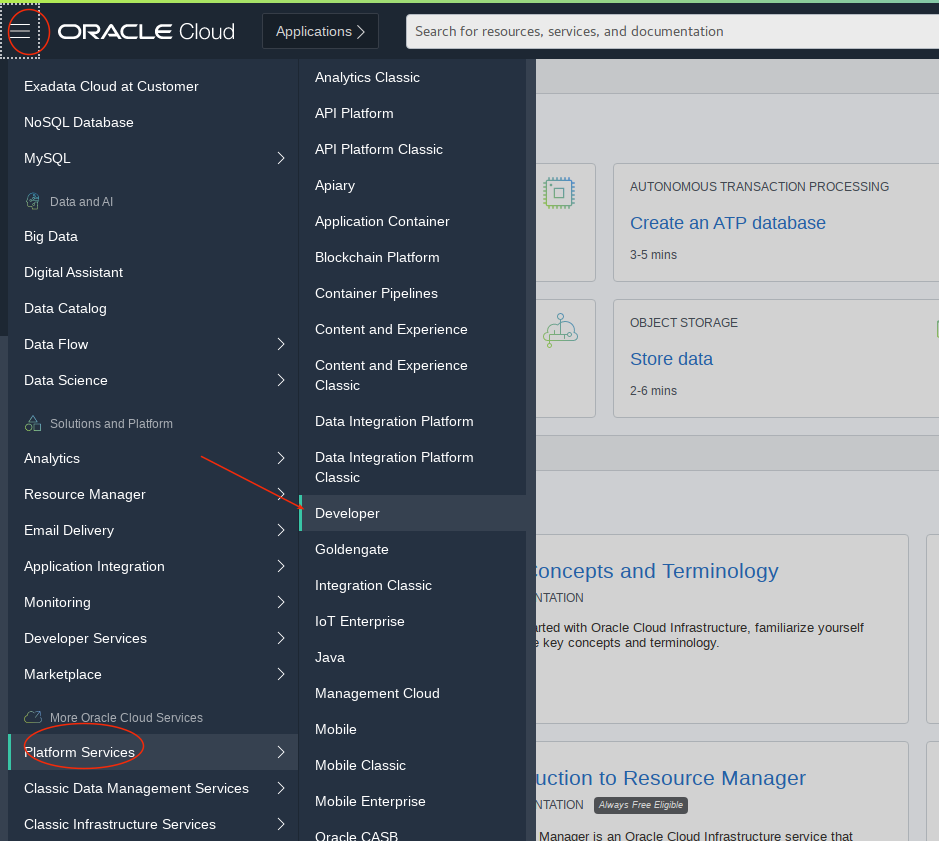 ORACLE Cloud
Applications
Search for resources, services, and documentation
Exadata Cloud at Customer
NoSQL Database
MySQL
Data and AI
Big Data
Digital Assistant
Data Catalog
Data Flow
Data Science
Solutions and Platform
Analytics
Resource Manager
Email Delivery
Application Integration
Monitoring
Developer Services
Marketplace
More Oracle Cloud Services
Platform Services
Classic Data Management Services
Classic Infrastructure Services
Analytics Classic
API Platform
API Platform Classic
Apiary
Application Container
Blockchain Platform
Container Pipelines
Content and Experience
Content and Experience
Classic
Data Integration Platform
Data Integration Platform
Classic
Developer
Goldengate
Integration Classic
IoT Enterprise
Java
Management Cloud
Mobile
Mobile Classic
Mobile Enterprise
Oracle CASB
AUTONOMOUS TRANSACTION PROCESSING
Create an ATP database
3-5 mins
OBJECT STORAGE
Store data
2-6 mins
Concepts and Terminology
NTATION
arted with Oracle Cloud Infrastructure, familiarize yourself
e key concepts and terminology.
uction to Resource Manager
NTATION Always Free Eligible
Manager is an Oracle Cloud Infrastructure service that